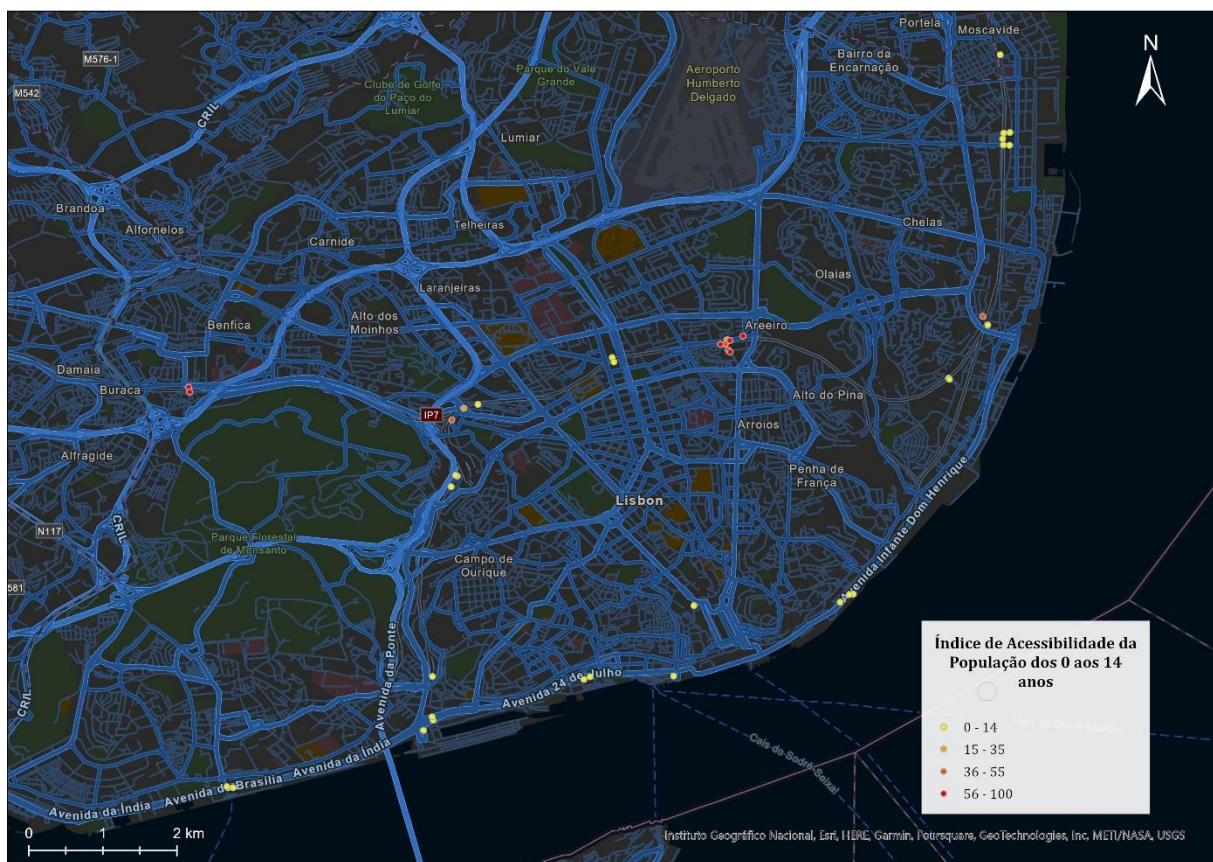 Portela
Moscavide
M576-1
Bairro da
Encarnação
N
Parque do Vale
Grande
Aeroporto
Humberto
Delgado
M542
Clube de Golfe
do Paço do
Lumiar
CRIL
Lumiar
Brandoa
Alfornelos
Carnide
Telheiras
Chelas
Olaias
Laranjeiras
Benfica
Alto dos
Moinhos
Areeiro
Damaia
Buraca
Alto do Pina
IP7
Arroios
Alfragide
Penha de
França
Lisbon
N117
CRIL
Parque Florestal
de Monsanto
Campo de
Ourique
Avenida Infante Dom Henrique
581
Avenida da Ponte
CRIL
Avenida 24 de Julho
Índice de Acessibilidade da
População dos 0 aos 14
anos
0 - 14
15 - 35
36 - 55
56 - 100
Cais do Sodré-Seixal
Avenida da Índia Avenida de Brasília Avenida da Índia
0 1 2 km
Instituto Geográfico Nacional, Esri, HERE, Garmin, Foursquare, GeoTechnologies, Inc, METI/NASA, USGS